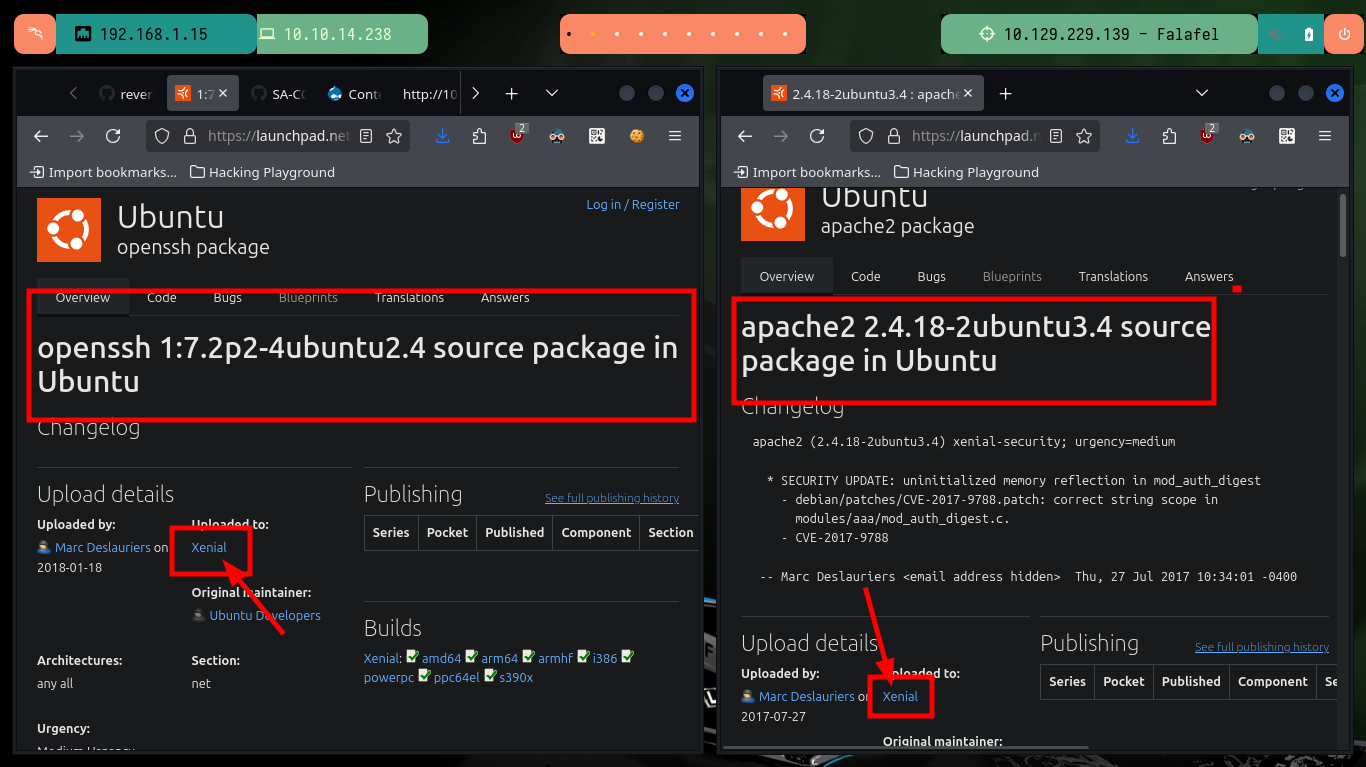 192.168.1.15
10.10.14.238
10.129.229.139 - Falafel
rever
1:7
SA-CO
Conte
http://10
https://launchpad.net
2
Import bookmarks...
Hacking Playground
Ubuntu
openssh package
Log in / Register
Overview
Code
Bugs
Blueprints
Translations
Answers
openssh 1:7.2p2-4ubuntu2.4 source package in
Ubuntu
Changelog
Upload details
Uploaded by:
Marc Deslauriers on
2018-01-18
Uploaded to:
Xenial
Original maintainer:
Ubuntu Developers
Architectures:
any all
Section:
net
Urgency:
Medium Urgency
Publishing
See full publishing history
Series Pocket Published Component Section
Builds
Xenial: amd64 arm64 armhf i386
powerpc ppc64el s390x
2.4.18-2ubuntu3.4 : apache
https://launchpad.n
2
Import bookmarks...
Hacking Playground
Ubuntu
apache2 package
Overview
Code
Bugs
Blueprints
Translations
Answers
apache2 2.4.18-2ubuntu3.4 source
package in Ubuntu
Changelog
apache2 (2.4.18-2ubuntu3.4) xenial-security; urgency=medium
* SECURITY UPDATE: uninitialized memory reflection in mod_auth_digest
- debian/patches/CVE-2017-9788.patch: correct string scope in
modules/aaa/mod_auth_digest.c.
- CVE-2017-9788
-- Marc Deslauriers <email address hidden>  Thu, 27 Jul 2017 10:34:01 -0400
Upload details
Uploaded by:
Marc Deslauriers on
2017-07-27
Uploaded to:
Xenial
Original maintainer:
Publishing
See full publishing history
Series Pocket Published Component Se